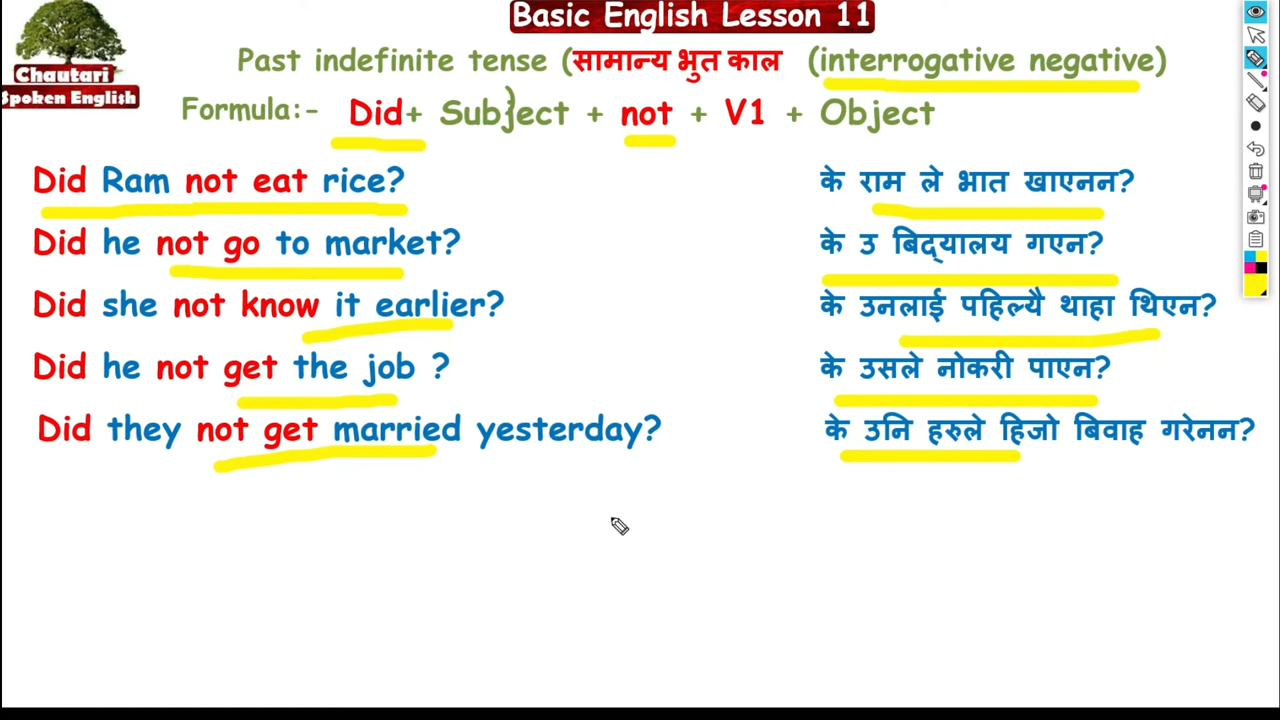 Basic English Lesson 11
Chautari
Spoken English
Past indefinite tense (सामान्य भुत काल (interrogative negative)
Formula:- Did+ Subject + not + V1 + Object
Did Ram not eat rice? के राम ले भात खाएनन?
Did he not go to market? के उ बिद्यालय गएन?
Did she not know it earlier? के उनलाई पहिल्यै थाहा थिएन?
Did he not get the job ? के उसले नोकरी पाएन?
Did they not get married yesterday? के उनि हरुले हिजो बिवाह गरेनन?